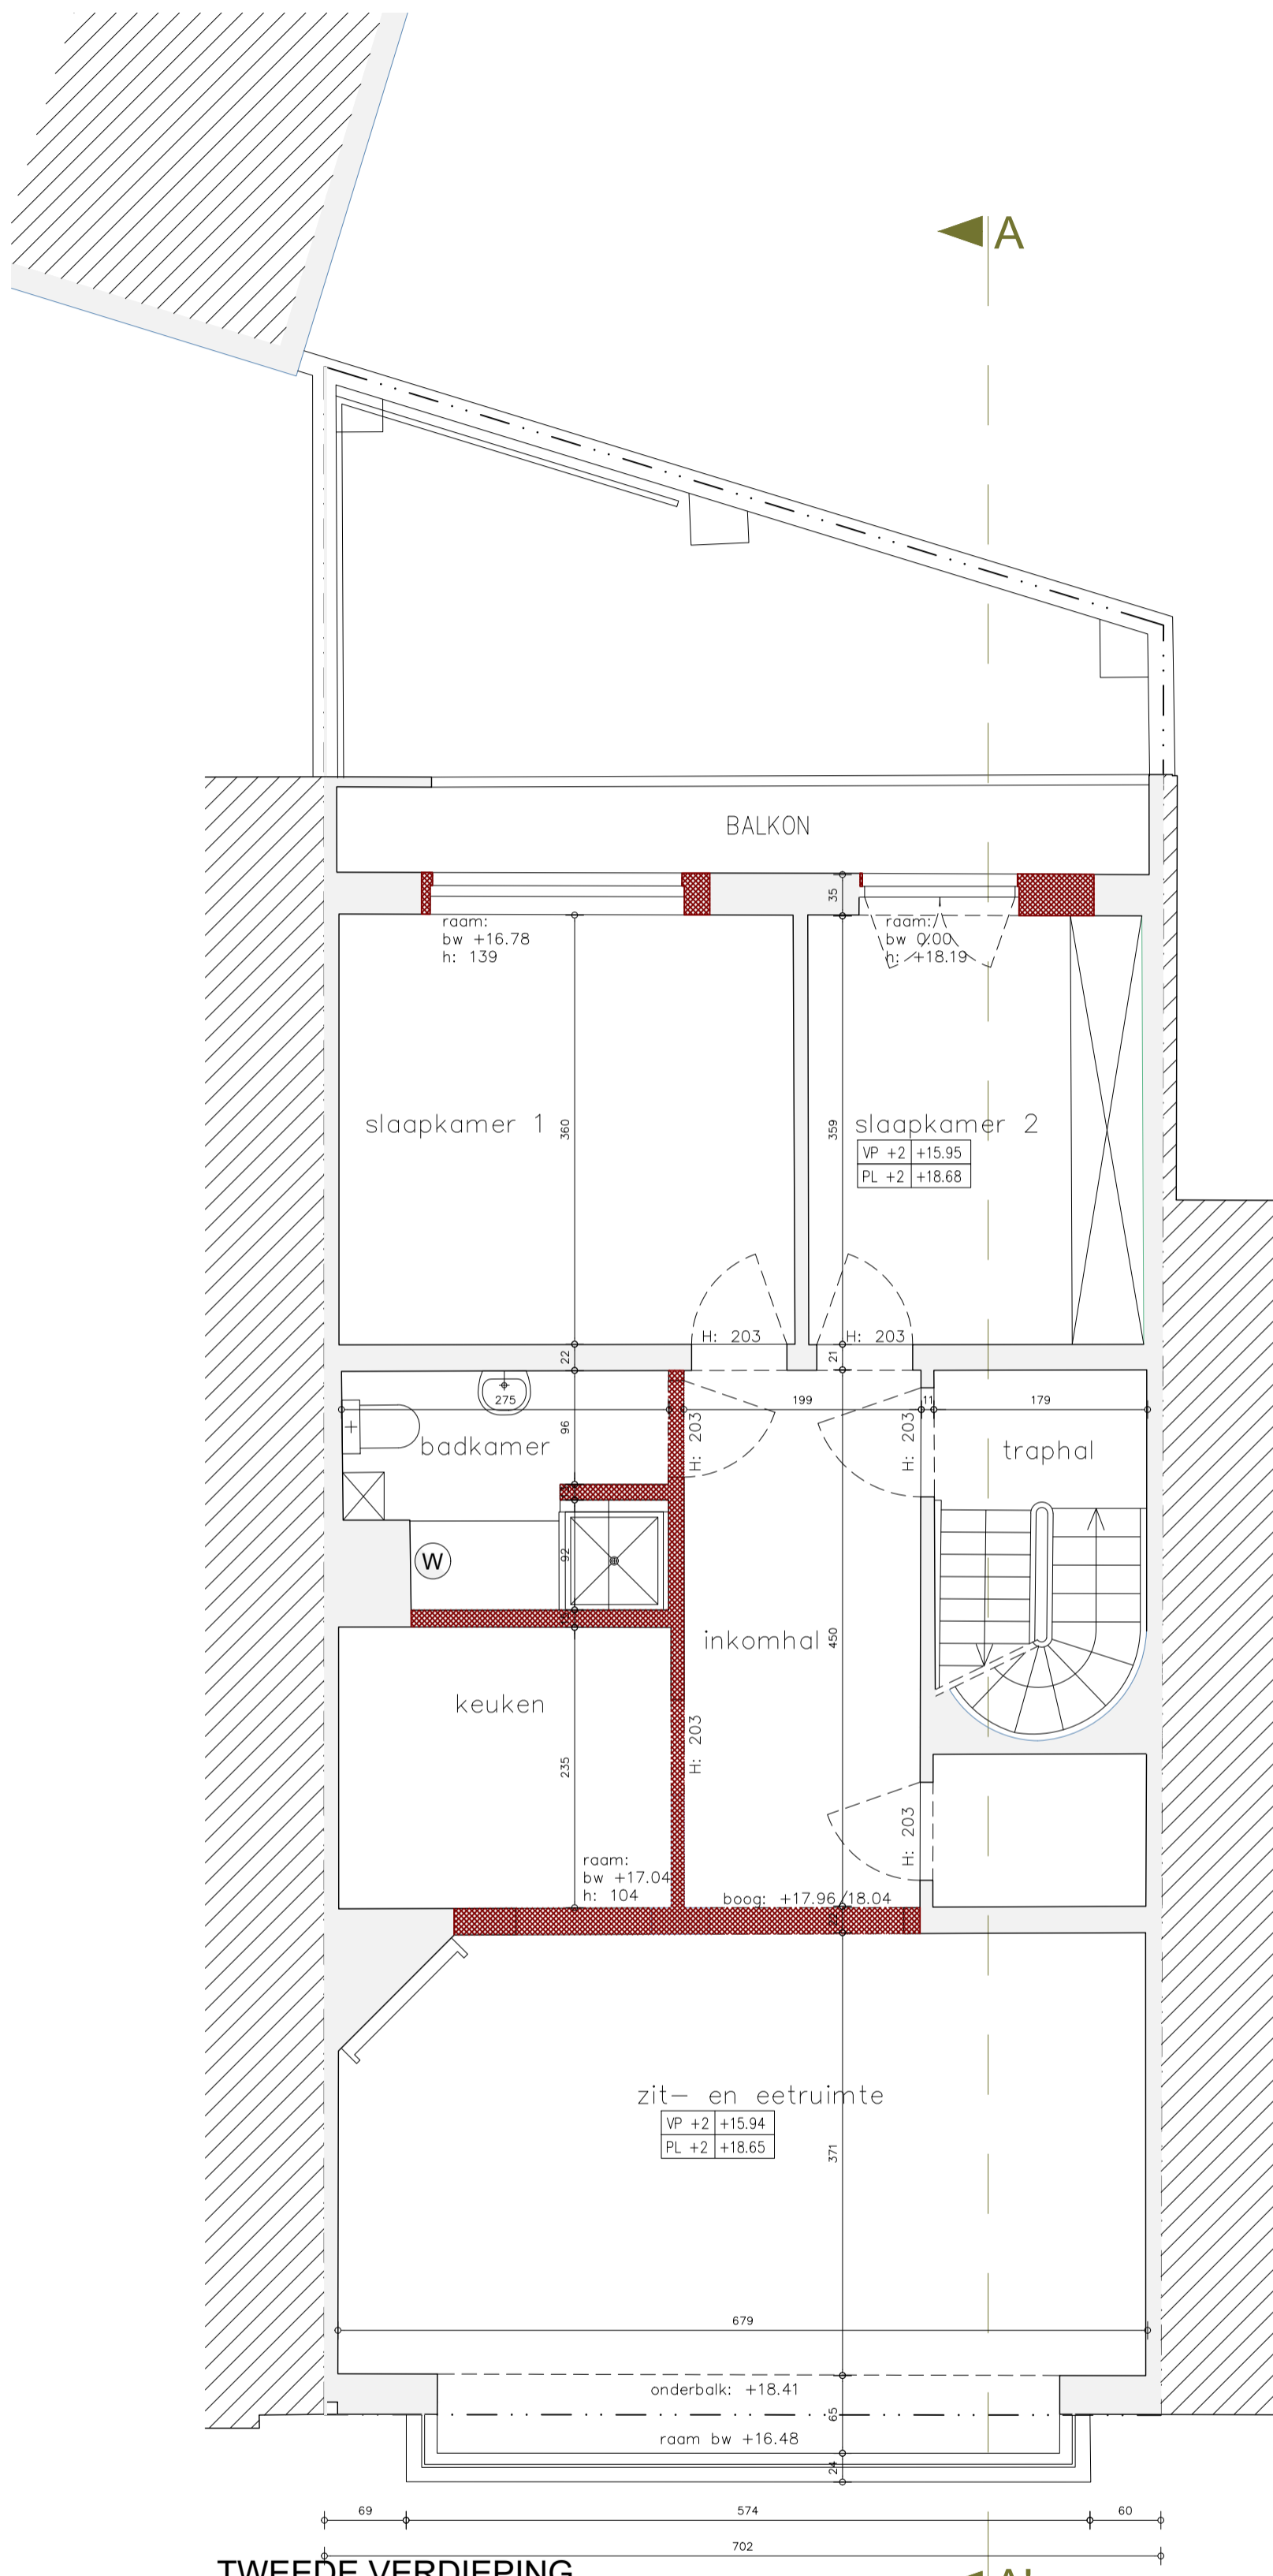 A
BALKON
35
raam:
bw +16.78
h: 139
raam:
bw 0.00
h: +18.19
slaapkamer 1
360
359
slaapkamer 2
VP +2 +15.95
PL +2 +18.68
H: 203
H: 203
22
21
275
199
11
179
96
badkamer
H: 203
H: 203
traphal
W
92
15
inkomhal
450
keuken
H: 203
235
H: 203
raam:
bw +17.04
h: 104
boog: +17.96/18.04
zit- en eetruimte
VP +2 +15.94
PL +2 +18.65
371
679
onderbalk: +18.41
65
raam bw +16.48
24
69
574
60
702
TWEEDE VERDIEPING